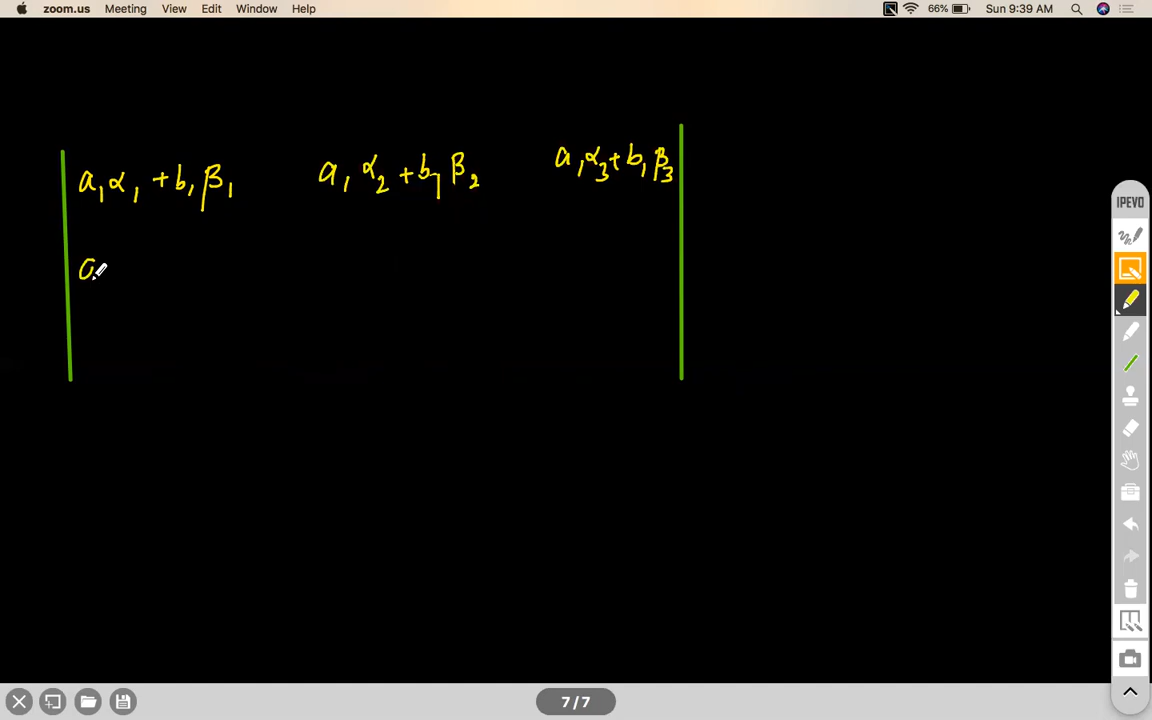 zoom.us Meeting View Edit Window Help 66% Sun 9:39 AM
a₁α₁ + b₁β₁ a₁α₂ + b₁β₂ a₁α₃ + b₁β₃
IPEVO
7 / 7